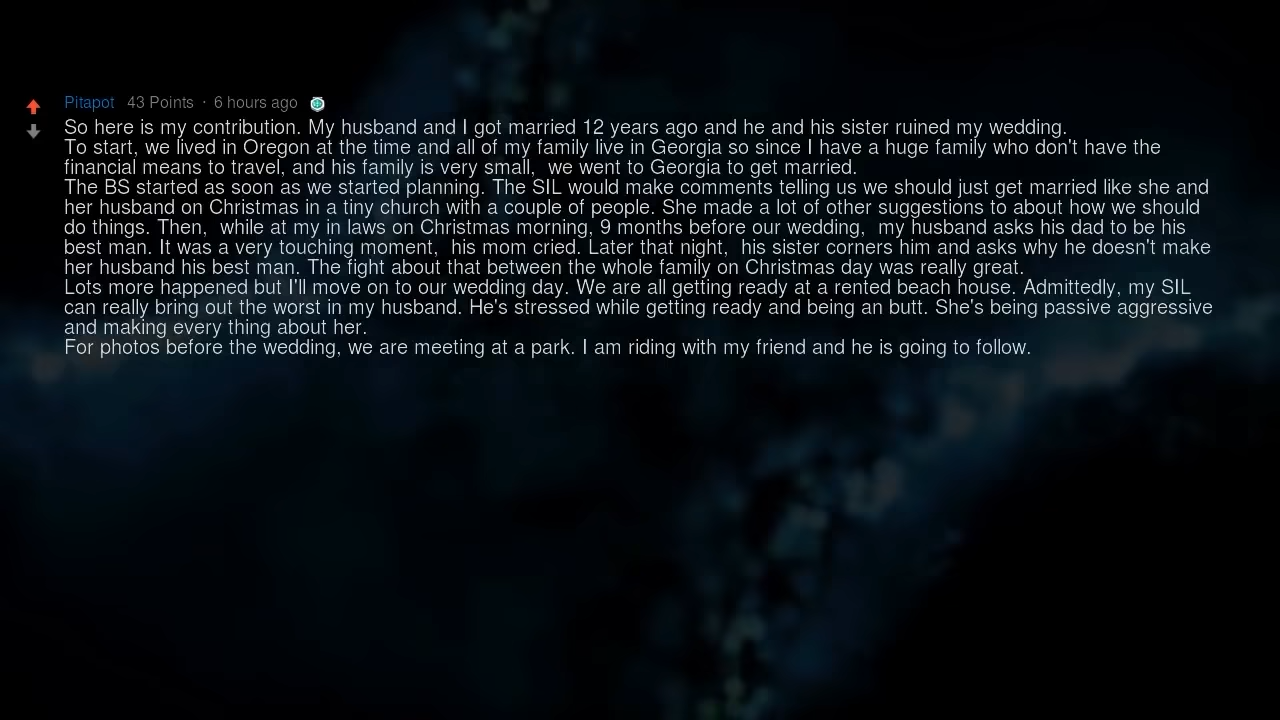 Pitapot 43 Points · 6 hours ago
So here is my contribution. My husband and I got married 12 years ago and he and his sister ruined my wedding.
To start, we lived in Oregon at the time and all of my family live in Georgia so since I have a huge family who don't have the
financial means to travel, and his family is very small, we went to Georgia to get married.
The BS started as soon as we started planning. The SIL would make comments telling us we should just get married like she and
her husband on Christmas in a tiny church with a couple of people. She made a lot of other suggestions to about how we should
do things. Then, while at my in laws on Christmas morning, 9 months before our wedding, my husband asks his dad to be his
best man. It was a very touching moment, his mom cried. Later that night, his sister corners him and asks why he doesn't make
her husband his best man. The fight about that between the whole family on Christmas day was really great.
Lots more happened but I'll move on to our wedding day. We are all getting ready at a rented beach house. Admittedly, my SIL
can really bring out the worst in my husband. He's stressed while getting ready and being an butt. She's being passive aggressive
and making every thing about her.
For photos before the wedding, we are meeting at a park. I am riding with my friend and he is going to follow.